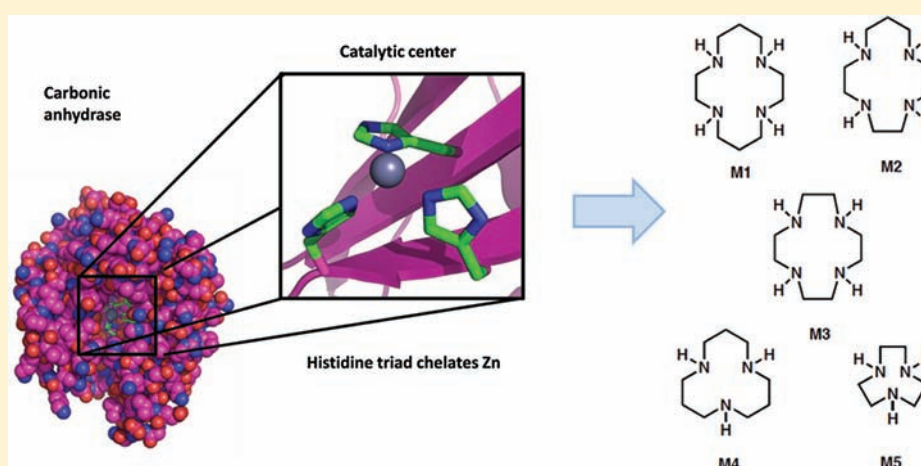 Catalytic center
Carbonic
anhydrase
Histidine triad chelates Zn
H H
N N
N N
H H
M1
H
N N
N N
H
M2
H H
N N
N N
H H
M3
H H
N N
N
H
M4
H
N N
N
H
M5